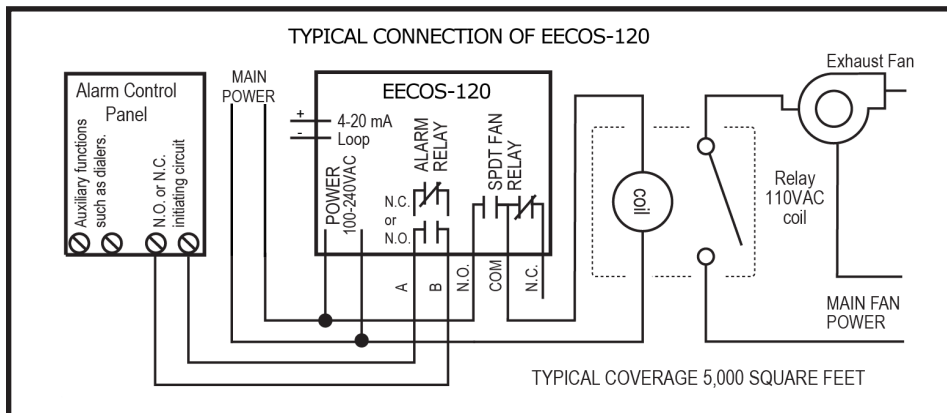 TYPICAL CONNECTION OF EECOS-120
Alarm Control
Panel
Auxiliary functions
such as dialers.
N.O. or N.C.
initiating circuit
MAIN
POWER
EECOS-120
+
-
4-20 mA
Loop
POWER
100-240VAC
ALARM
RELAY
N.C.
or
N.O.
SPDT FAN
RELAY
A
B
N.O.
COM
N.C.
coil
Relay
110VAC
coil
Exhaust Fan
MAIN FAN
POWER
TYPICAL COVERAGE 5,000 SQUARE FEET